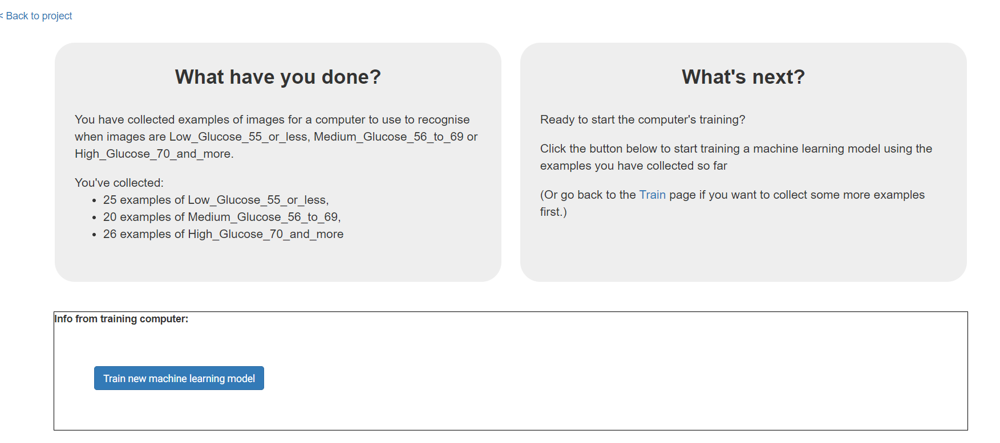 < Back to project
What have you done?
You have collected examples of images for a computer to use to recognise
when images are Low_Glucose_55_or_less, Medium_Glucose_56_to_69 or
High_Glucose_70_and_more.
You've collected:
• 25 examples of Low_Glucose_55_or_less,
• 20 examples of Medium_Glucose_56_to_69,
• 26 examples of High_Glucose_70_and_more
What's next?
Ready to start the computer's training?
Click the button below to start training a machine learning model using the
examples you have collected so far
(Or go back to the Train page if you want to collect some more examples
first.)
Info from training computer:
Train new machine learning model